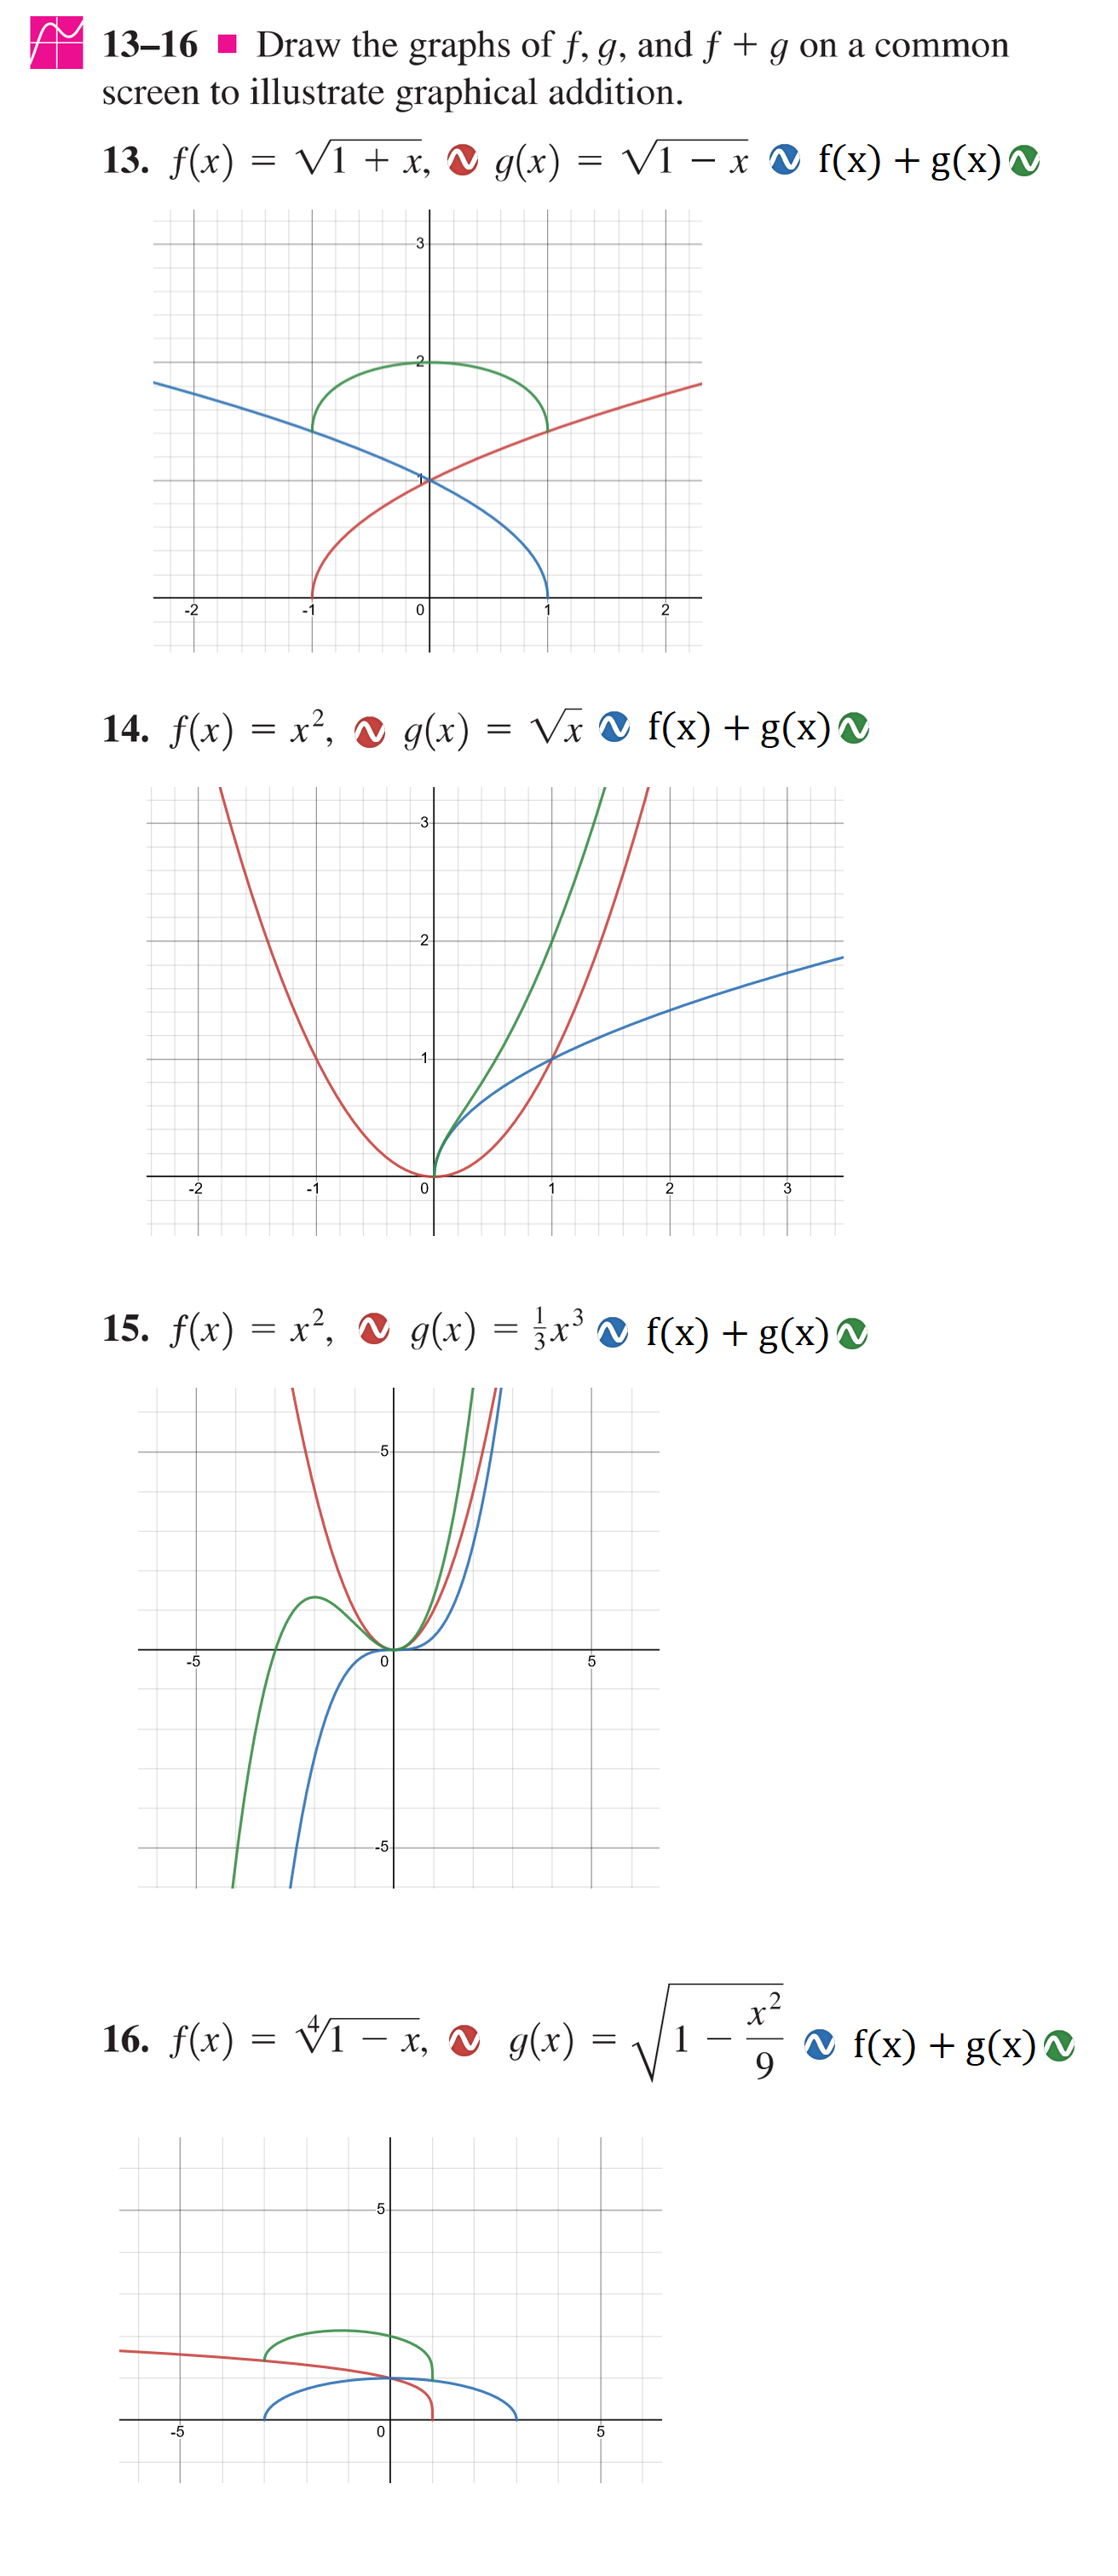 13–16 ■ Draw the graphs of f, g, and f + g on a common
screen to illustrate graphical addition.
13. f(x) = √(1 + x), g(x) = √(1 − x) f(x) + g(x)
3
2
1
-2 -1 0 1 2
14. f(x) = x², g(x) = √x f(x) + g(x)
3
2
1
-2 -1 0 1 2 3
15. f(x) = x², g(x) = ⅓x³ f(x) + g(x)
5
-5 0 5
-5
16. f(x) = ⁴√(1 − x), g(x) = √(1 − x²/9) f(x) + g(x)
5
-5 0 5